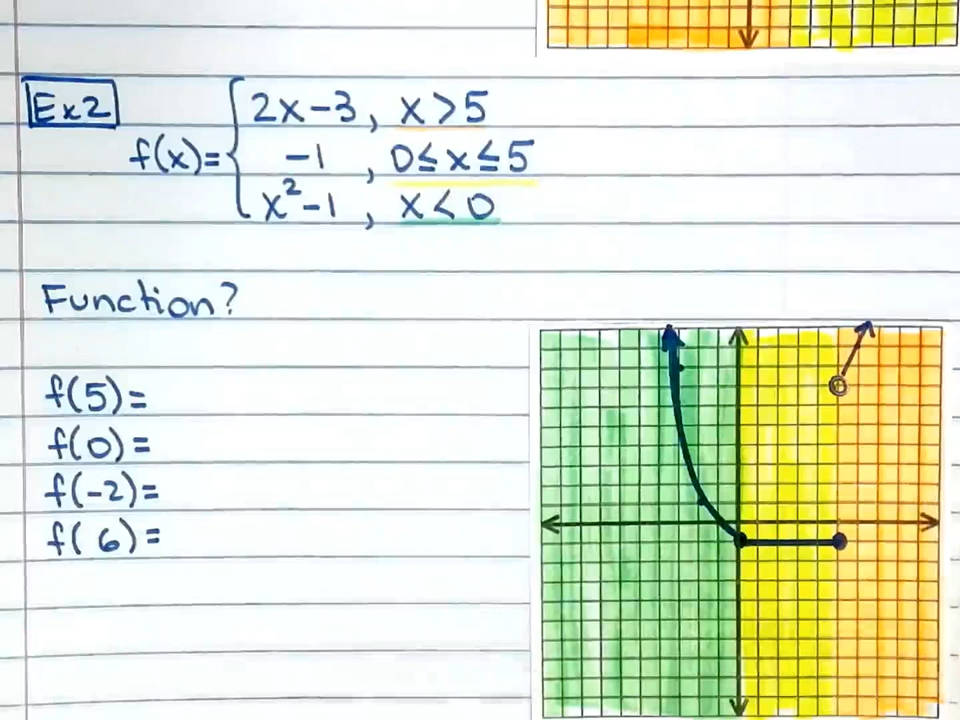 Ex2
2x-3, x>5
f(x)= -1, 0≤x≤5
x²-1, x<0
Function?
f(5)=
f(0)=
f(-2)=
f(6)=